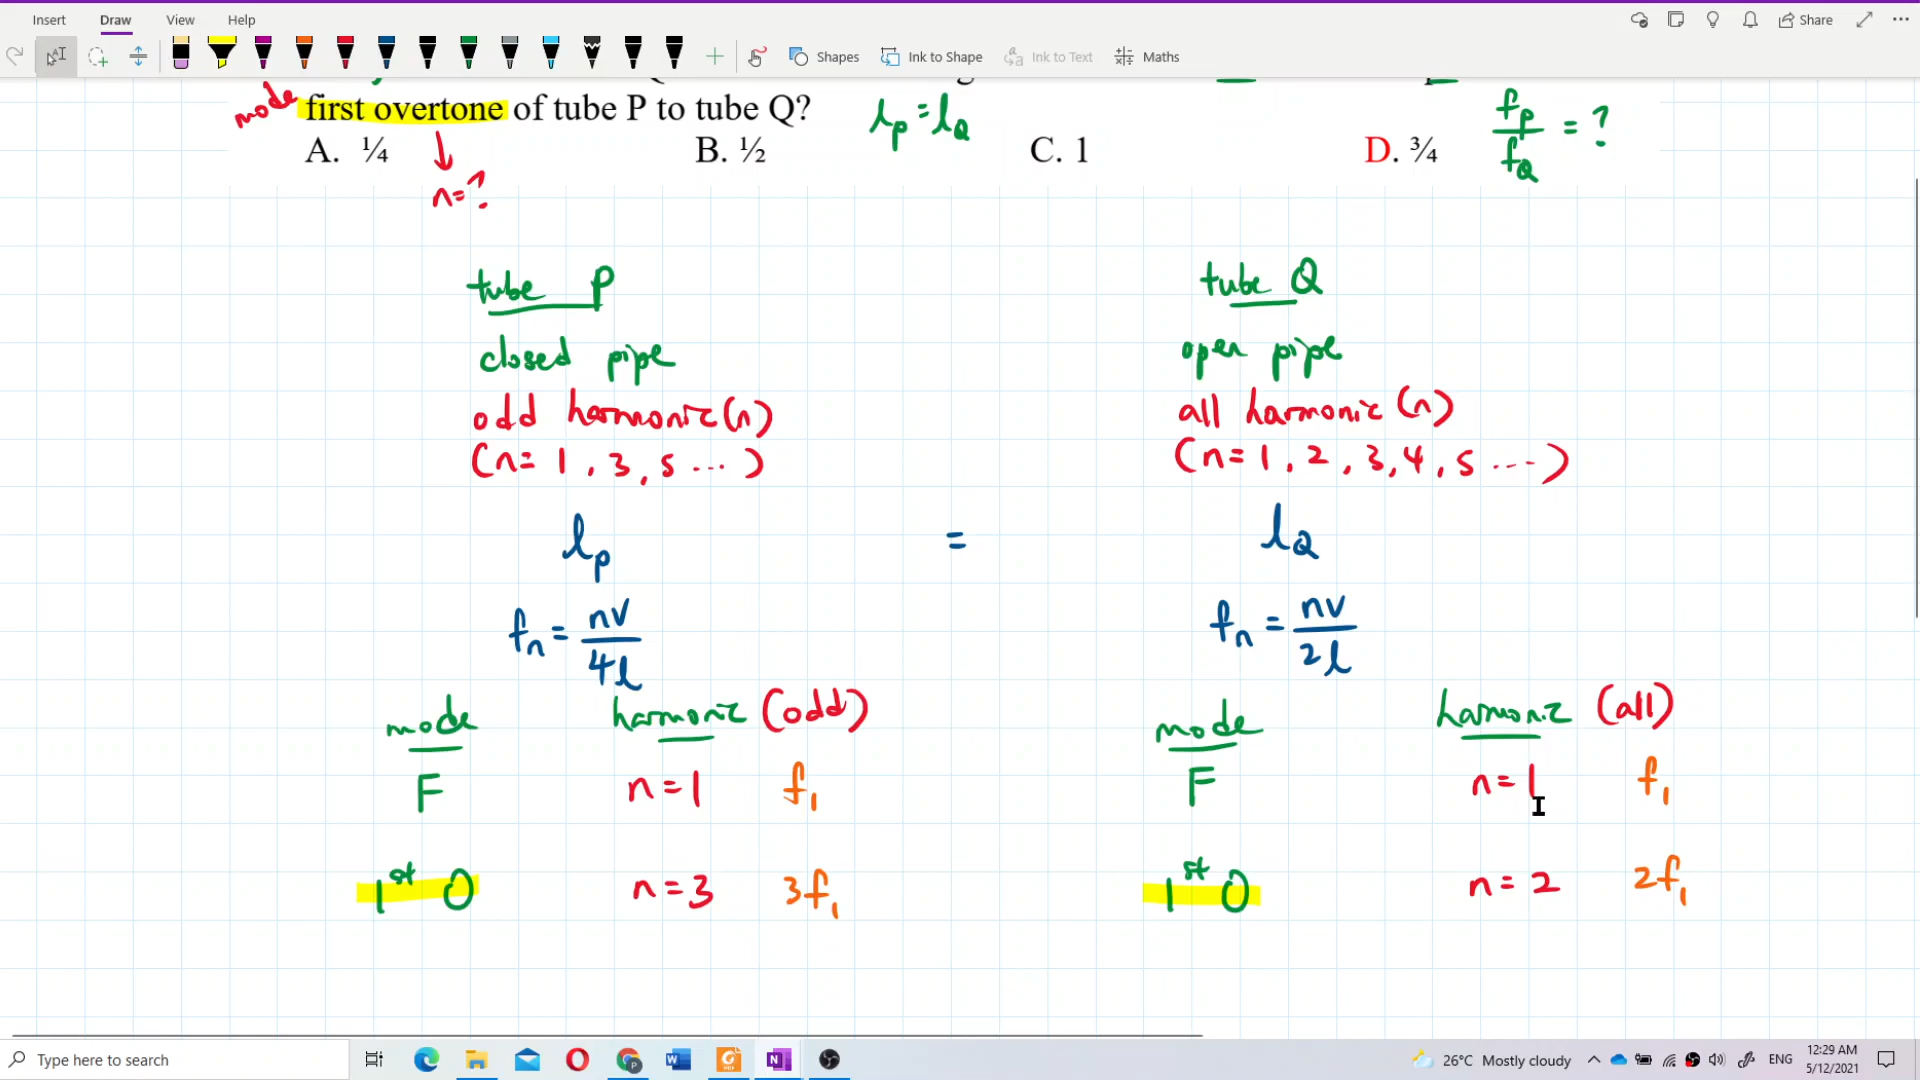 Insert Draw View Help
Share
Shapes Ink to Shape Ink to Text Maths
mode first overtone of tube P to tube Q? lp = lQ
fp/fQ = ?
A. ¼ B. ½ C. 1 D. ¾
n=?
tube P tube Q
closed pipe open pipe
odd harmonic (n) all harmonic (n)
(n= 1, 3, 5 ...) (n= 1, 2, 3, 4, 5 ...)
lp = lQ
fn = nv/4l fn = nv/2l
mode harmonic (odd) mode harmonic (all)
F n=1 f1 F n=1 f1
1st O n=3 3f1 1st O n=2 2f1
Type here to search
26°C Mostly cloudy ENG 12:29 AM
5/12/2021